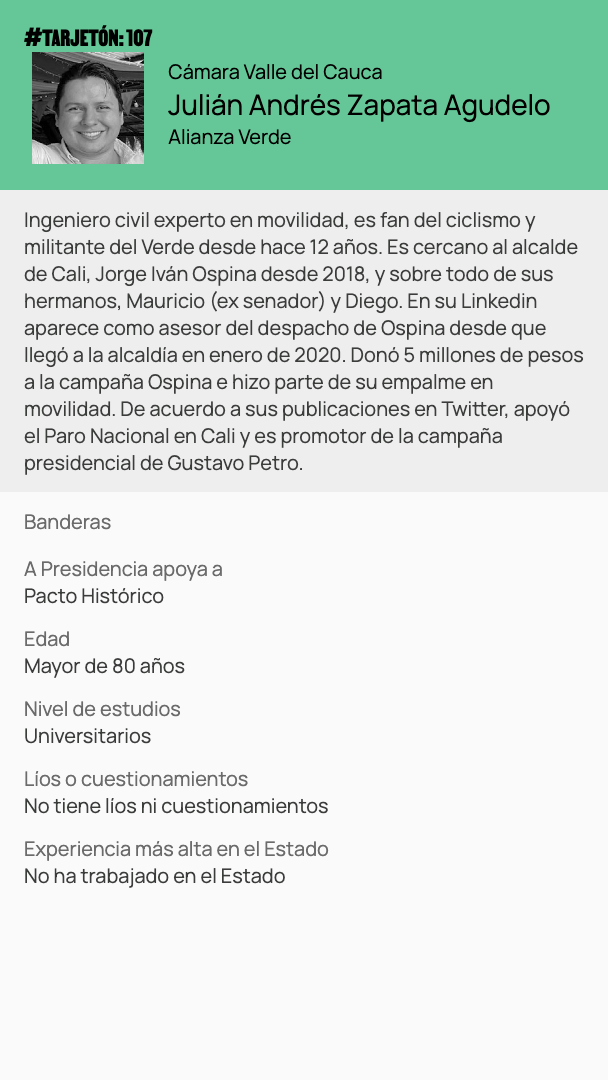 #TARJETÓN: 107
Cámara Valle del Cauca
Julián Andrés Zapata Agudelo
Alianza Verde
Ingeniero civil experto en movilidad, es fan del ciclismo y
militante del Verde desde hace 12 años. Es cercano al alcalde
de Cali, Jorge Iván Ospina desde 2018, y sobre todo de sus
hermanos, Mauricio (ex senador) y Diego. En su Linkedin
aparece como asesor del despacho de Ospina desde que
llegó a la alcaldía en enero de 2020. Donó 5 millones de pesos
a la campaña Ospina e hizo parte de su empalme en
movilidad. De acuerdo a sus publicaciones en Twitter, apoyó
el Paro Nacional en Cali y es promotor de la campaña
presidencial de Gustavo Petro.
Banderas
A Presidencia apoya a
Pacto Histórico
Edad
Mayor de 80 años
Nivel de estudios
Universitarios
Líos o cuestionamientos
No tiene líos ni cuestionamientos
Experiencia más alta en el Estado
No ha trabajado en el Estado